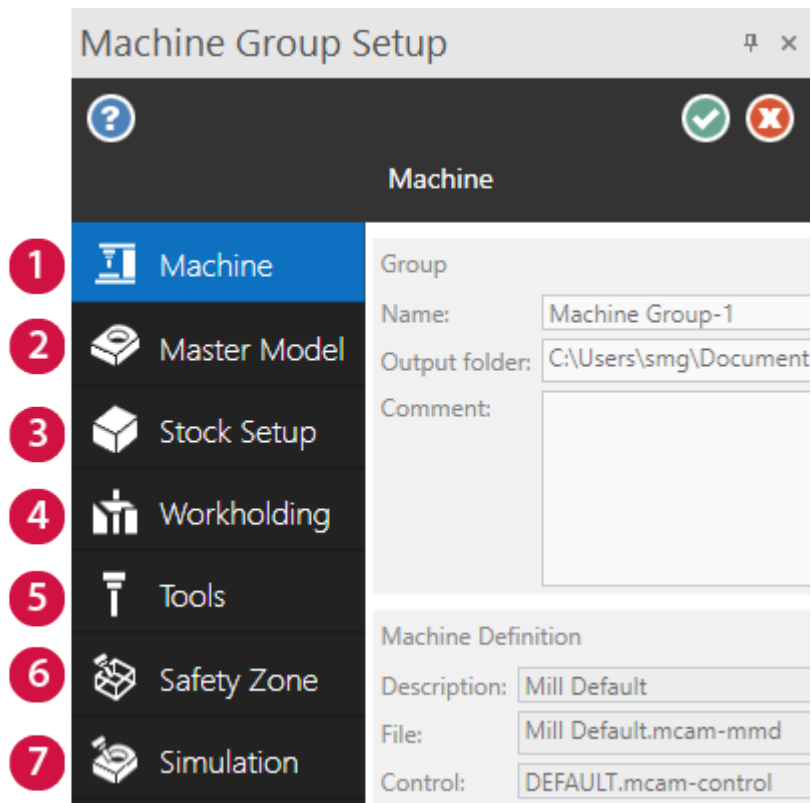 Machine Group Setup
?
Machine
1 Machine
2 Master Model
3 Stock Setup
4 Workholding
5 Tools
6 Safety Zone
7 Simulation
Group
Name: Machine Group-1
Output folder: C:\Users\smg\Document
Comment:
Machine Definition
Description: Mill Default
File: Mill Default.mcam-mmd
Control: DEFAULT.mcam-control